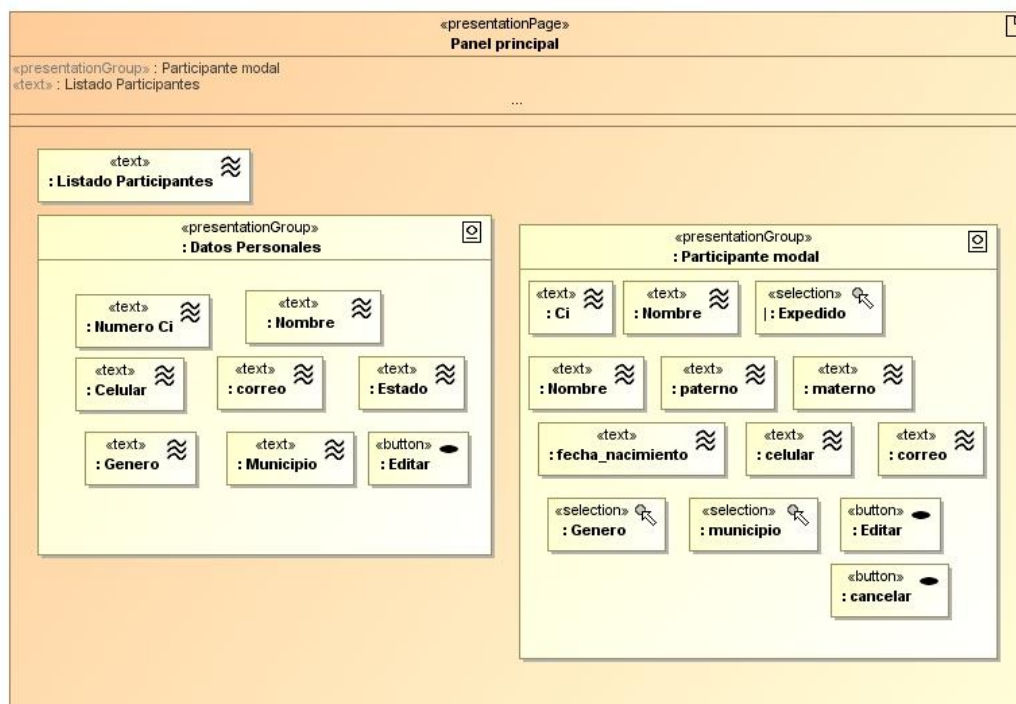 «presentationPage»
Panel principal
«presentationGroup» : Participante modal
«text» : Listado Participantes
...
«text»
: Listado Participantes
«presentationGroup»
: Datos Personales
«text»
: Numero Ci
«text»
: Nombre
«text»
: Celular
«text»
: correo
«text»
: Estado
«text»
: Genero
«text»
: Municipio
«button»
: Editar
«presentationGroup»
: Participante modal
«text»
: Ci
«text»
: Nombre
«selection»
| : Expedido
«text»
: Nombre
«text»
: paterno
«text»
: materno
«text»
: fecha_nacimiento
«text»
: celular
«text»
: correo
«selection»
: Genero
«selection»
: municipio
«button»
: Editar
«button»
: cancelar